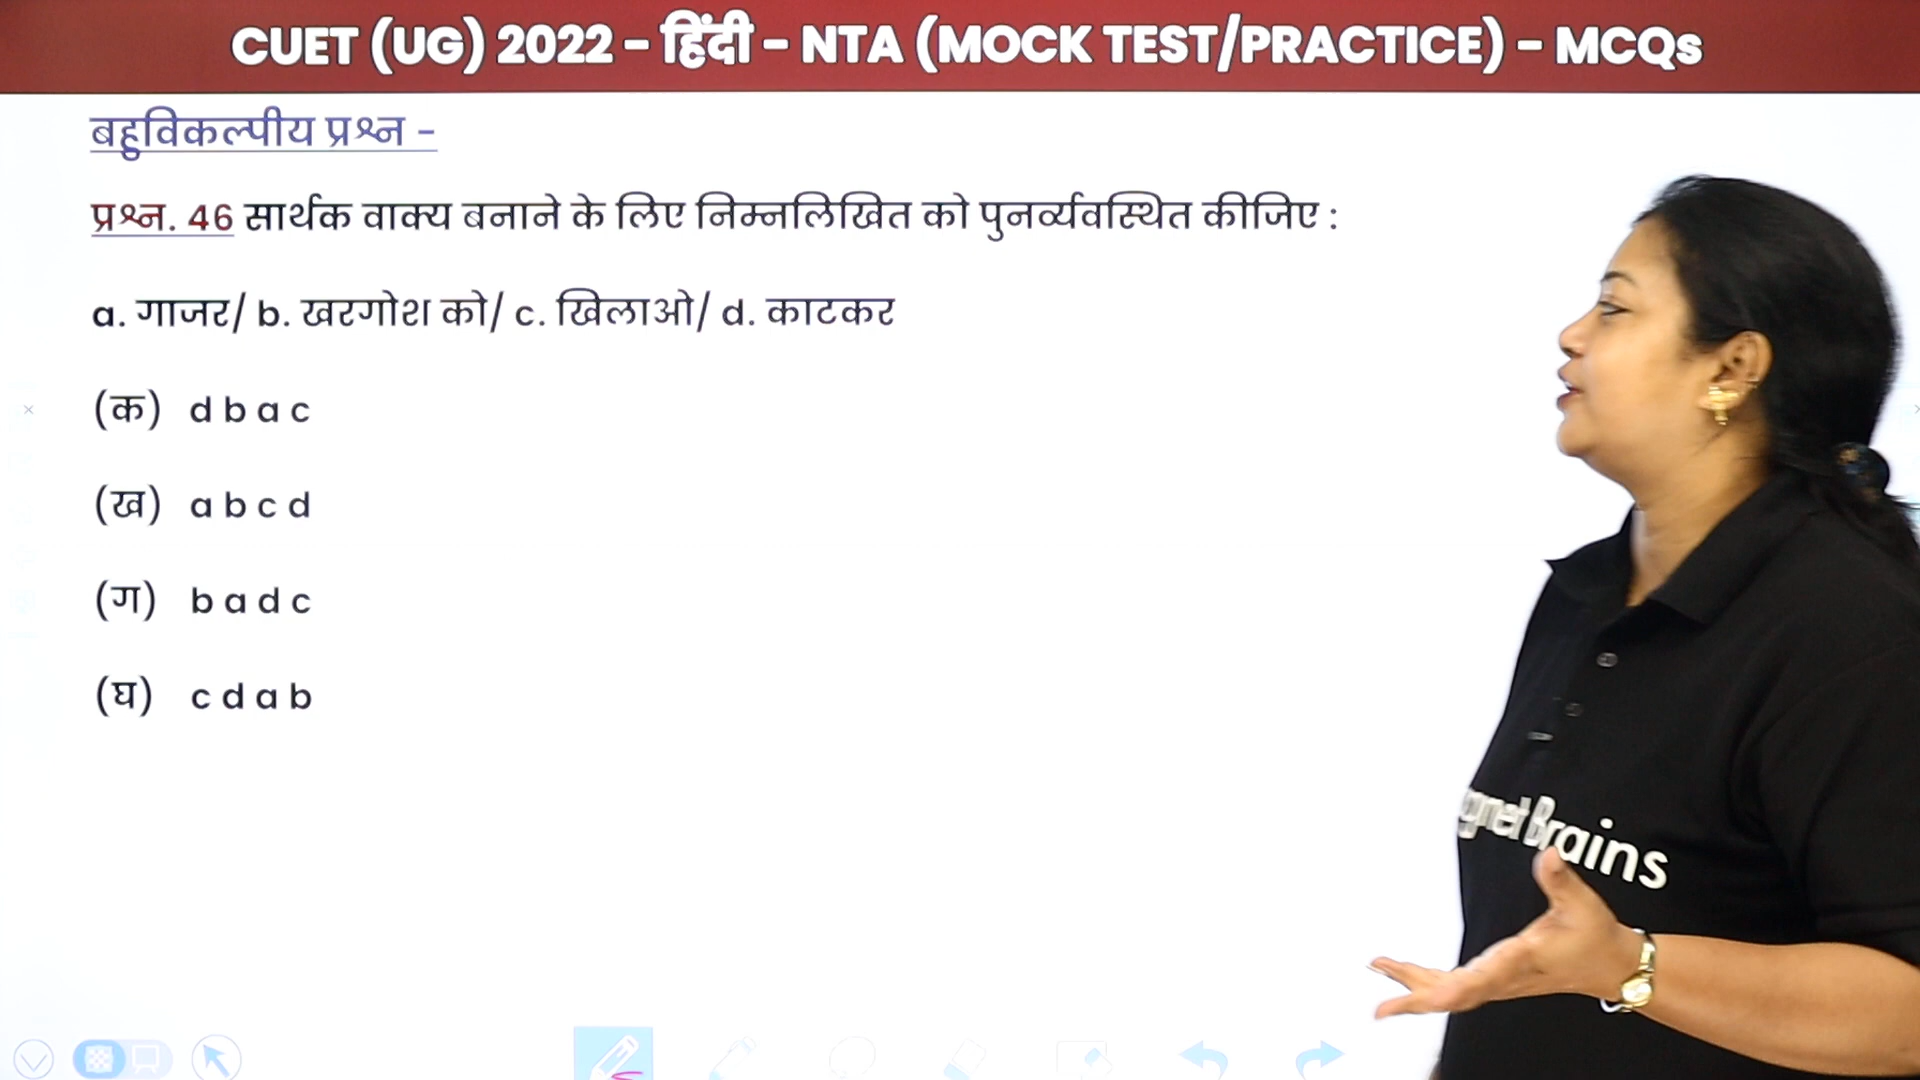 CUET (UG) 2022 – हिंदी – NTA (MOCK TEST/PRACTICE) – MCQs
बहुविकल्पीय प्रश्न –
प्रश्न. 46 सार्थक वाक्य बनाने के लिए निम्नलिखित को पुनर्व्यवस्थित कीजिए :
a. गाजर/ b. खरगोश को/ c. खिलाओ/ d. काटकर
(क) d b a c
(ख) a b c d
(ग) b a d c
(घ) c d a b
Brains